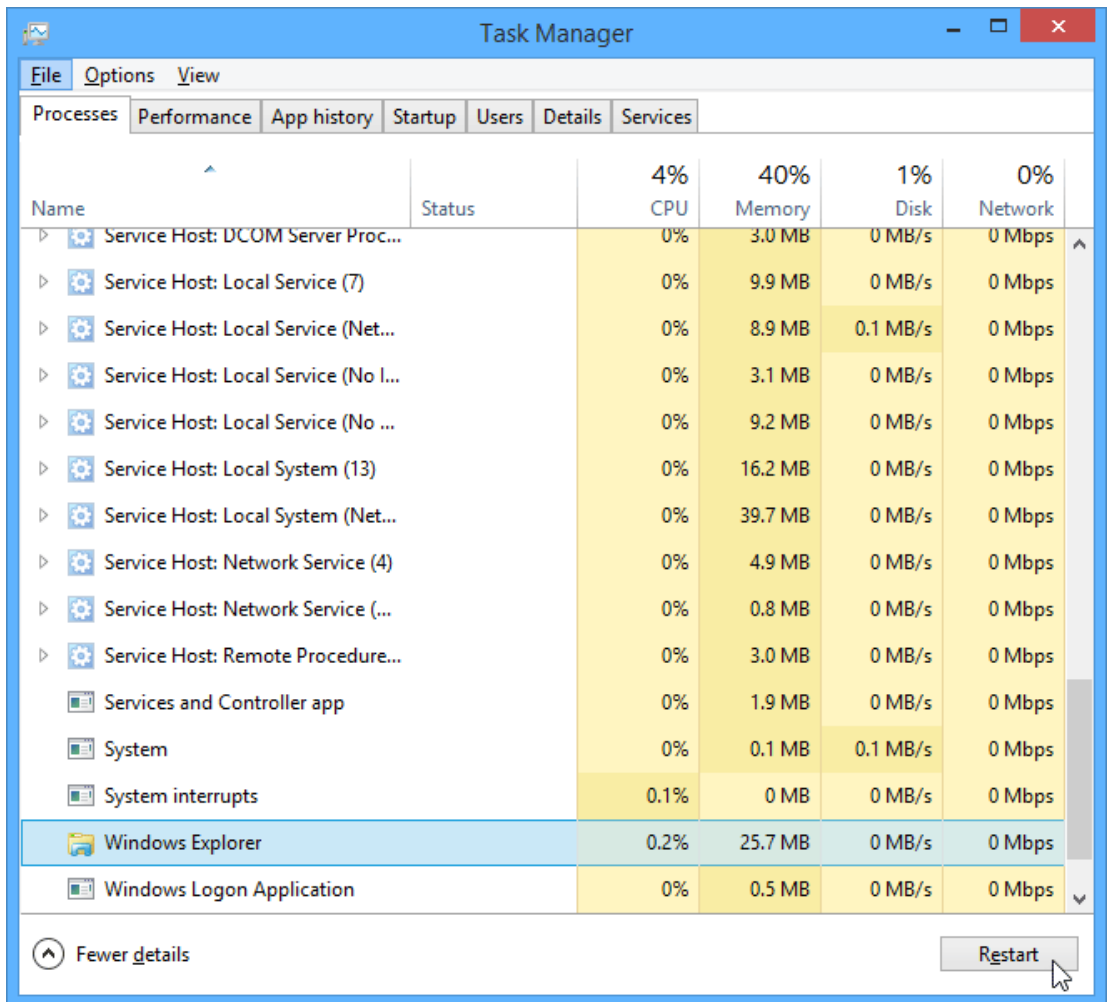 Task Manager
File Options View
Processes Performance App history Startup Users Details Services
4% 40% 1% 0%
Name Status CPU Memory Disk Network
Service Host: DCOM Server Proc... 0% 3.0 MB 0 MB/s 0 Mbps
Service Host: Local Service (7) 0% 9.9 MB 0 MB/s 0 Mbps
Service Host: Local Service (Net... 0% 8.9 MB 0.1 MB/s 0 Mbps
Service Host: Local Service (No I... 0% 3.1 MB 0 MB/s 0 Mbps
Service Host: Local Service (No ... 0% 9.2 MB 0 MB/s 0 Mbps
Service Host: Local System (13) 0% 16.2 MB 0 MB/s 0 Mbps
Service Host: Local System (Net... 0% 39.7 MB 0 MB/s 0 Mbps
Service Host: Network Service (4) 0% 4.9 MB 0 MB/s 0 Mbps
Service Host: Network Service (... 0% 0.8 MB 0 MB/s 0 Mbps
Service Host: Remote Procedure... 0% 3.0 MB 0 MB/s 0 Mbps
Services and Controller app 0% 1.9 MB 0 MB/s 0 Mbps
System 0% 0.1 MB 0.1 MB/s 0 Mbps
System interrupts 0.1% 0 MB 0 MB/s 0 Mbps
Windows Explorer 0.2% 25.7 MB 0 MB/s 0 Mbps
Windows Logon Application 0% 0.5 MB 0 MB/s 0 Mbps
Fewer details Restart